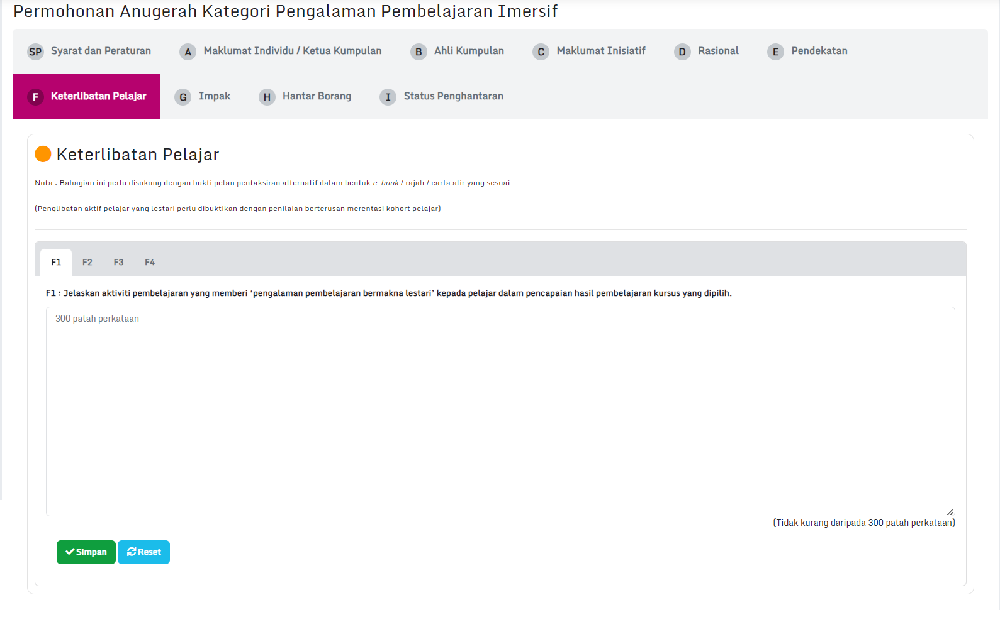 Permohonan Anugerah Kategori Pengalaman Pembelajaran Imersif
SP Syarat dan Peraturan A Maklumat Individu / Ketua Kumpulan B Ahli Kumpulan C Maklumat Inisiatif D Rasional E Pendekatan
F Keterlibatan Pelajar G Impak H Hantar Borang I Status Penghantaran
Keterlibatan Pelajar
Nota : Bahagian ini perlu disokong dengan bukti pelan pentaksiran alternatif dalam bentuk e-book / rajah / carta alir yang sesuai
(Penglibatan aktif pelajar yang lestari perlu dibuktikan dengan penilaian berterusan merentasi kohort pelajar)
F1 F2 F3 F4
F1 : Jelaskan aktiviti pembelajaran yang memberi ‘pengalaman pembelajaran bermakna lestari’ kepada pelajar dalam pencapaian hasil pembelajaran kursus yang dipilih.
300 patah perkataan
(Tidak kurang daripada 300 patah perkataan)
Simpan Reset